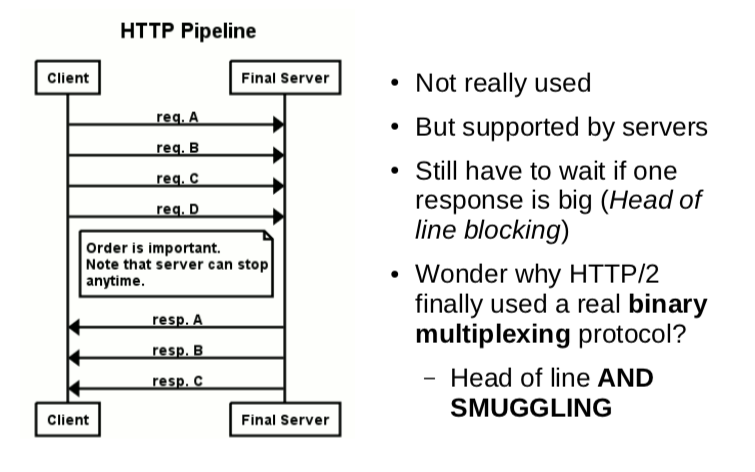 HTTP Pipeline
Client
Final Server
req. A
req. B
req. C
req. D
Order is important.
Note that server can stop
anytime.
resp. A
resp. B
resp. C
Client
Final Server
• Not really used
• But supported by servers
• Still have to wait if one
response is big (Head of
line blocking)
• Wonder why HTTP/2
finally used a real binary
multiplexing protocol?
– Head of line AND
SMUGGLING